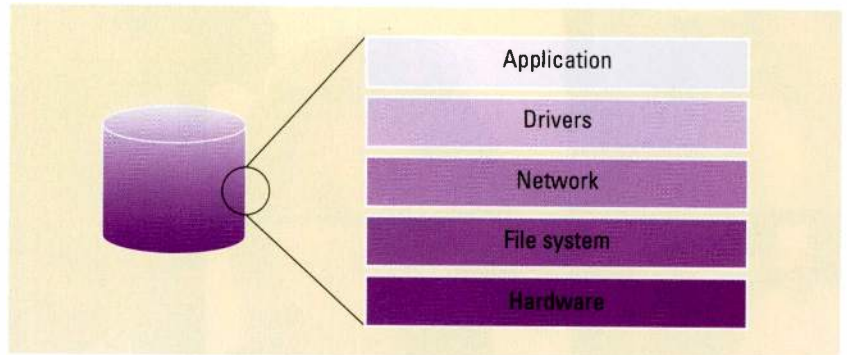 Application
Drivers
Network
File system
Hardware